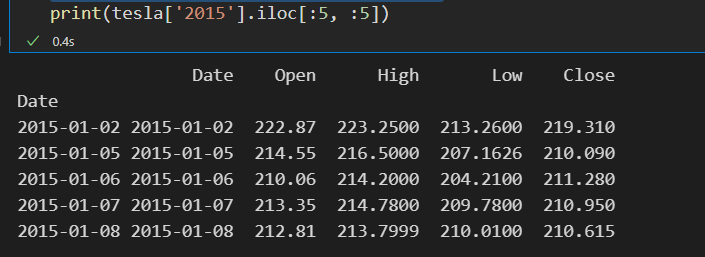 print(tesla['2015'].iloc[:5, :5])
0.4s
Date Open High Low Close
Date
2015-01-02 2015-01-02 222.87 223.2500 213.2600 219.310
2015-01-05 2015-01-05 214.55 216.5000 207.1626 210.090
2015-01-06 2015-01-06 210.06 214.2000 204.2100 211.280
2015-01-07 2015-01-07 213.35 214.7800 209.7800 210.950
2015-01-08 2015-01-08 212.81 213.7999 210.0100 210.615